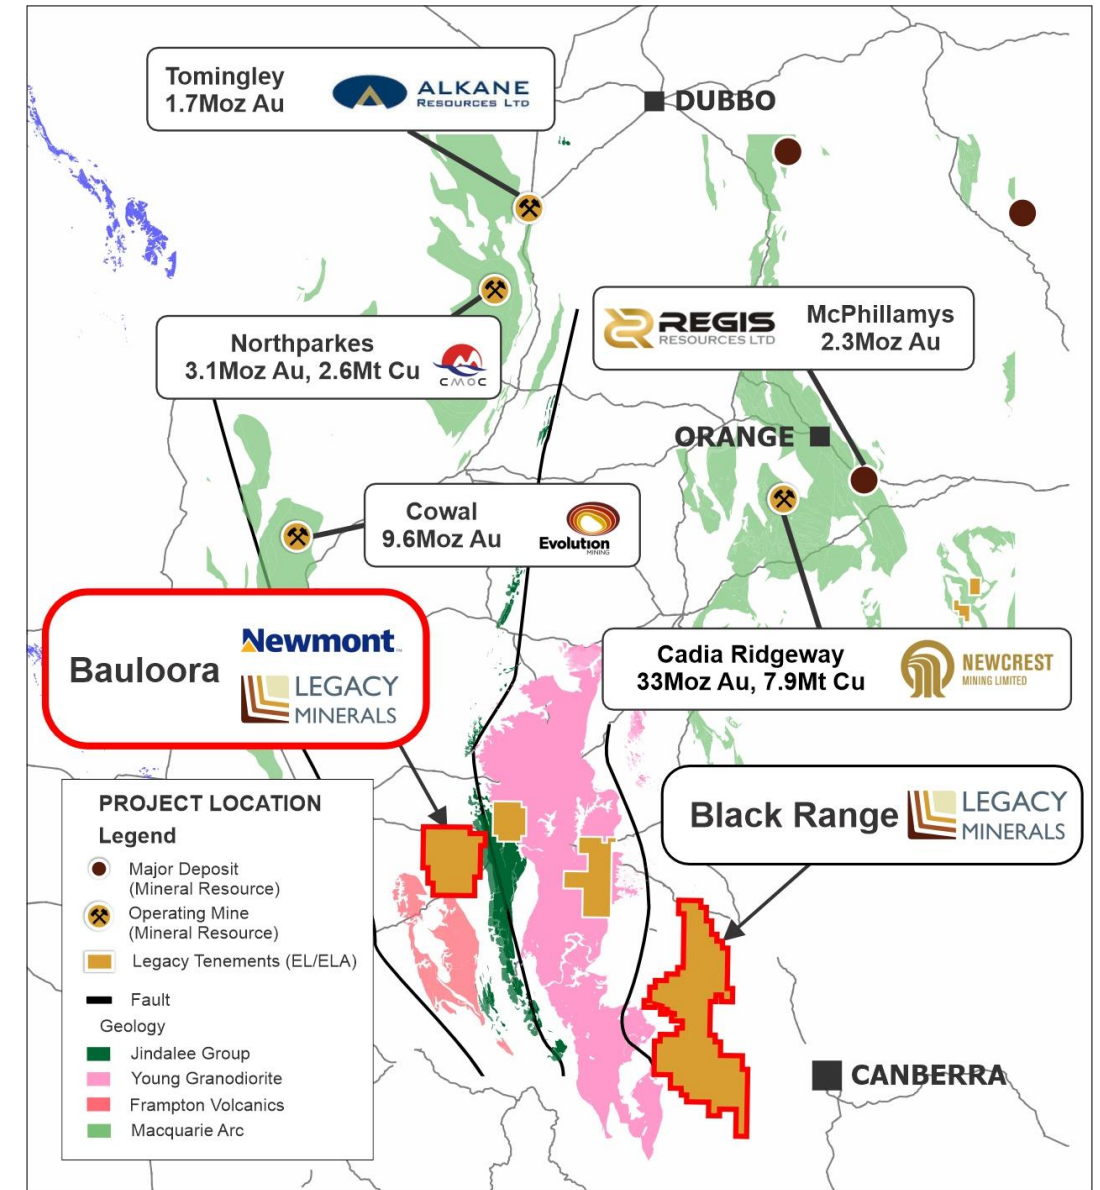 Tomingley
1.7Moz Au
ALKANE
RESOURCES LTD
DUBBO
REGIS
RESOURCES LTD
McPhillamys
2.3Moz Au
Northparkes
3.1Moz Au, 2.6Mt Cu
CMOC
ORANGE
Cowal
9.6Moz Au
Evolution
MINING
Bauloora
Newmont™
LEGACY
MINERALS
Cadia Ridgeway
33Moz Au, 7.9Mt Cu
NEWCREST
MINING LIMITED
Black Range
LEGACY
MINERALS
PROJECT LOCATION
Legend
Major Deposit
(Mineral Resource)
Operating Mine
(Mineral Resource)
Legacy Tenements (EL/ELA)
Fault
Geology
Jindalee Group
Young Granodiorite
Frampton Volcanics
Macquarie Arc
CANBERRA